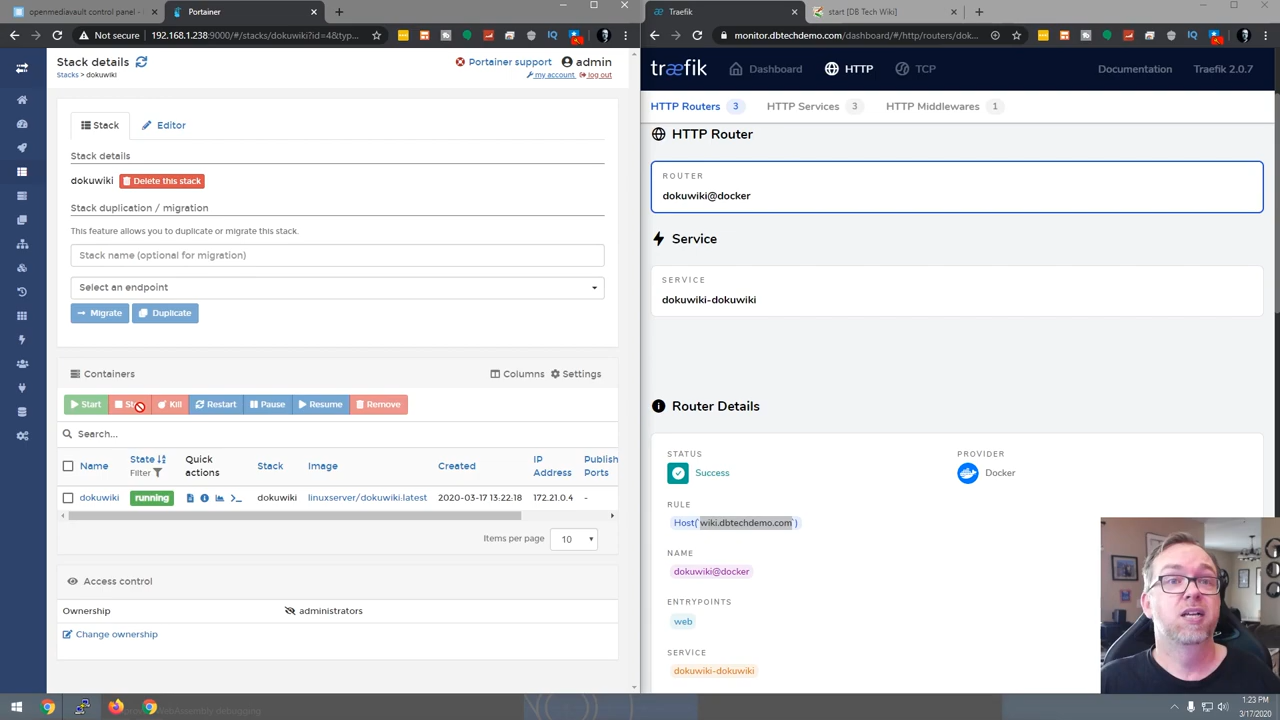 openmediavault control panel -
Portainer
Not secure
192.168.1.238:9000/#/stacks/dokuwiki?id=4&typ...
Stack details
Stacks > dokuwiki
Portainer support
admin
my account
log out
Stack
Editor
Stack details
dokuwiki
Delete this stack
Stack duplication / migration
This feature allows you to duplicate or migrate this stack.
Stack name (optional for migration)
Select an endpoint
Migrate
Duplicate
Containers
Columns
Settings
Start
Kill
Restart
Pause
Resume
Remove
Search...
Name
State
Filter
Quick
actions
Stack
Image
Created
IP
Address
Publish
Ports
dokuwiki
running
dokuwiki
linuxserver/dokuwiki:latest
2020-03-17 13:22:18
172.21.0.4
-
Items per page
10
Access control
Ownership
administrators
Change ownership
Traefik
start [DB Tech Wiki]
monitor.dbtechdemo.com/dashboard/#/http/routers/dok...
træfik
Dashboard
HTTP
TCP
Documentation
Traefik 2.0.7
HTTP Routers 3
HTTP Services 3
HTTP Middlewares 1
HTTP Router
ROUTER
dokuwiki@docker
Service
SERVICE
dokuwiki-dokuwiki
Router Details
STATUS
Success
PROVIDER
Docker
RULE
Host(`wiki.dbtechdemo.com`)
NAME
dokuwiki@docker
ENTRYPOINTS
web
SERVICE
dokuwiki-dokuwiki
1:23 PM
3/17/2020